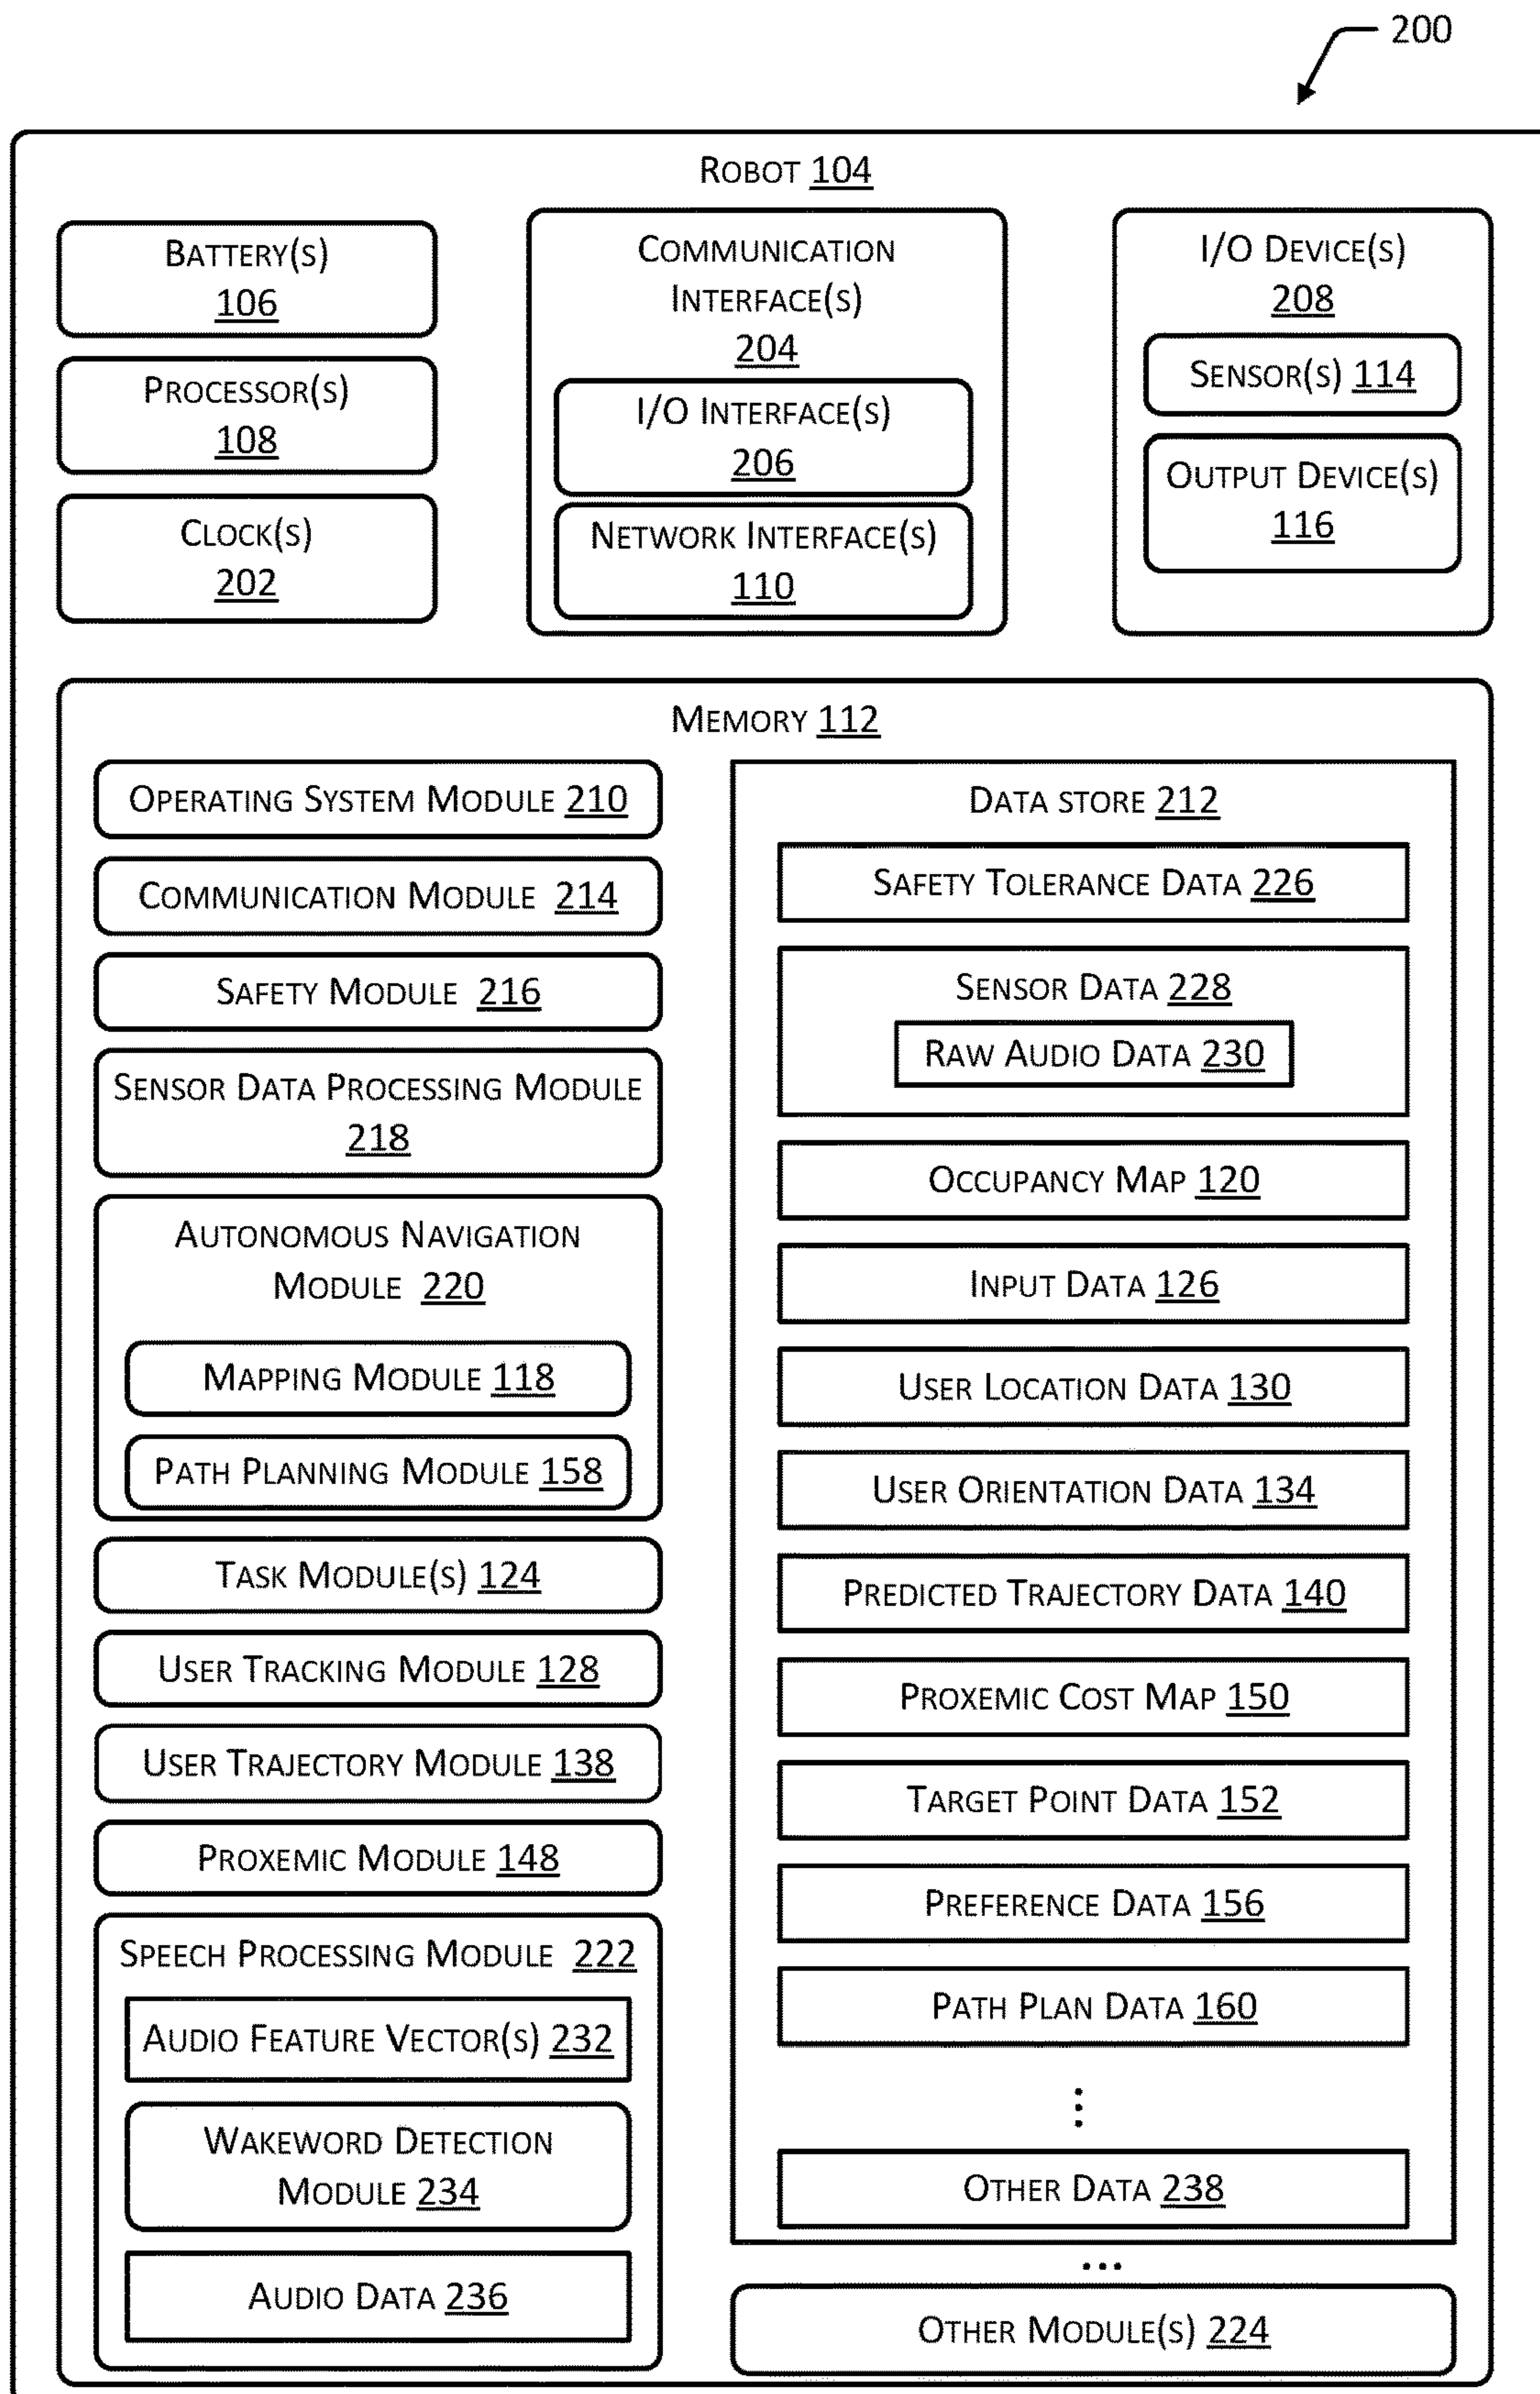 200
ROBOT 104
BATTERY(S)
106
PROCESSOR(S)
108
CLOCK(S)
202
COMMUNICATION
INTERFACE(S)
204
I/O INTERFACE(S)
206
NETWORK INTERFACE(S)
110
I/O DEVICE(S)
208
SENSOR(S) 114
OUTPUT DEVICE(S)
116
MEMORY 112
OPERATING SYSTEM MODULE 210
COMMUNICATION MODULE 214
SAFETY MODULE 216
SENSOR DATA PROCESSING MODULE
218
AUTONOMOUS NAVIGATION
MODULE 220
MAPPING MODULE 118
PATH PLANNING MODULE 158
TASK MODULE(S) 124
USER TRACKING MODULE 128
USER TRAJECTORY MODULE 138
PROXEMIC MODULE 148
SPEECH PROCESSING MODULE 222
AUDIO FEATURE VECTOR(S) 232
WAKEWORD DETECTION
MODULE 234
AUDIO DATA 236
DATA STORE 212
SAFETY TOLERANCE DATA 226
SENSOR DATA 228
RAW AUDIO DATA 230
OCCUPANCY MAP 120
INPUT DATA 126
USER LOCATION DATA 130
USER ORIENTATION DATA 134
PREDICTED TRAJECTORY DATA 140
PROXEMIC COST MAP 150
TARGET POINT DATA 152
PREFERENCE DATA 156
PATH PLAN DATA 160
⋮
OTHER DATA 238
...
OTHER MODULE(S) 224